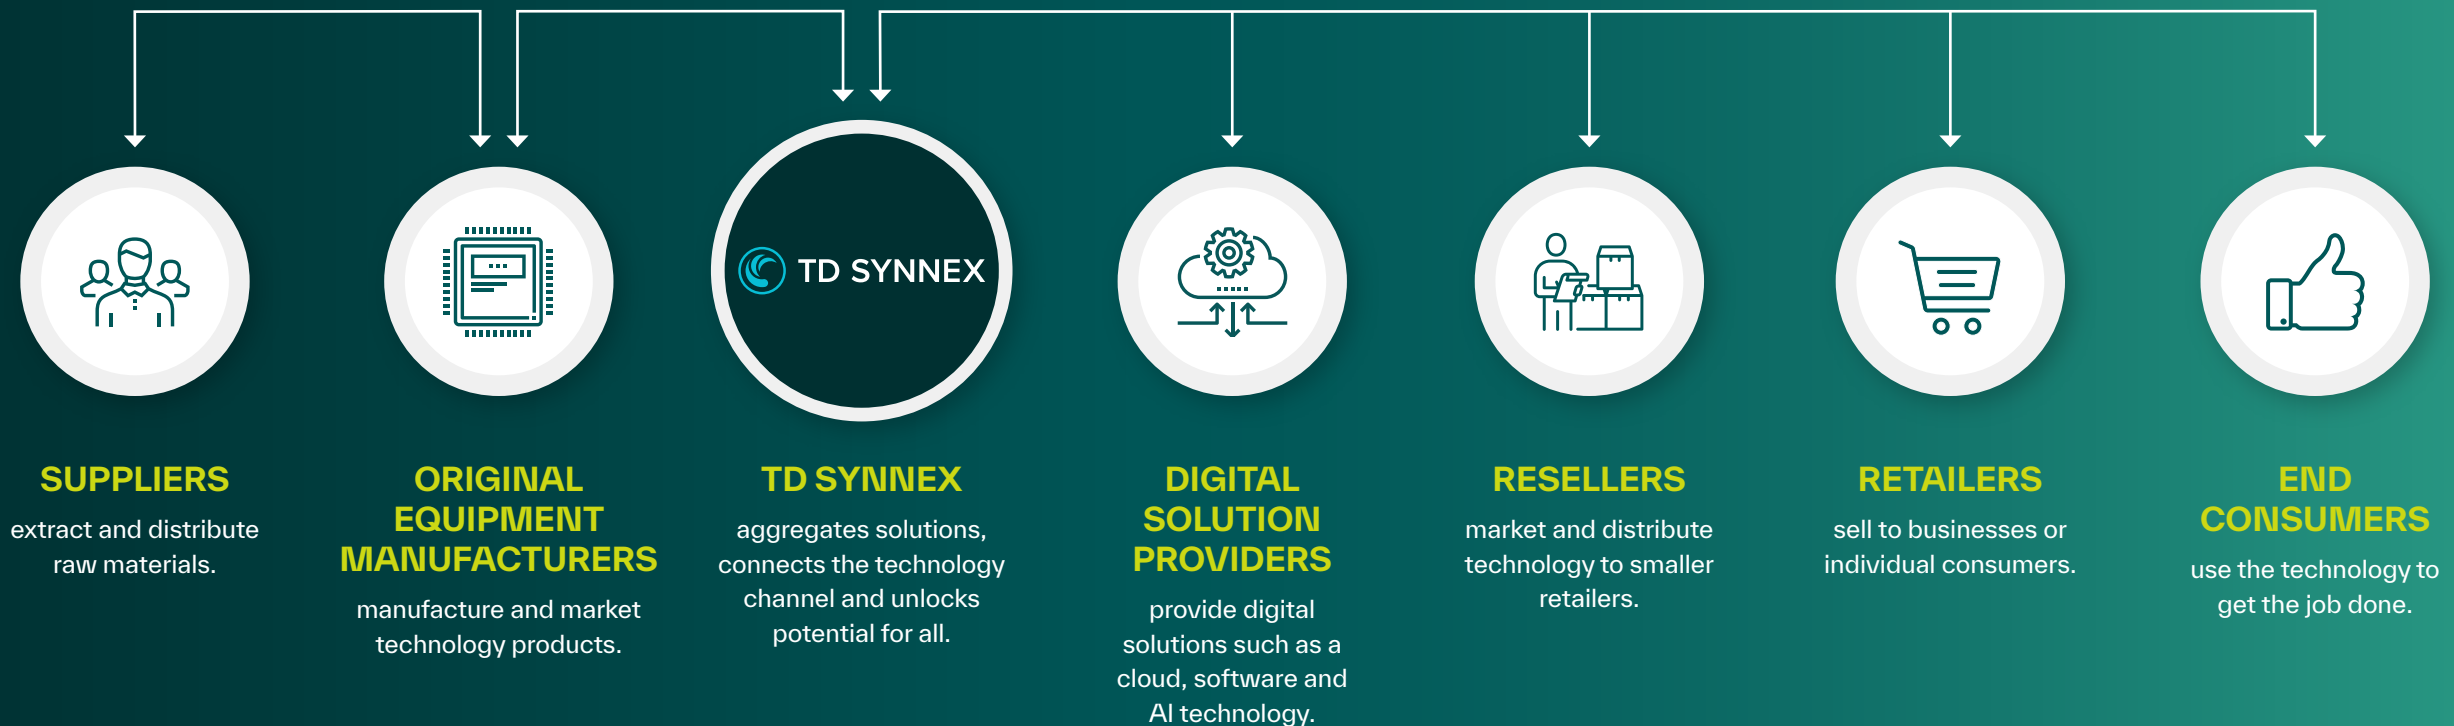 TD SYNNEX
SUPPLIERS
extract and distribute
raw materials.
ORIGINAL
EQUIPMENT
MANUFACTURERS
manufacture and market
technology products.
TD SYNNEX
aggregates solutions,
connects the technology
channel and unlocks
potential for all.
DIGITAL
SOLUTION
PROVIDERS
provide digital
solutions such as a
cloud, software and
AI technology.
RESELLERS
market and distribute
technology to smaller
retailers.
RETAILERS
sell to businesses or
individual consumers.
END
CONSUMERS
use the technology to
get the job done.